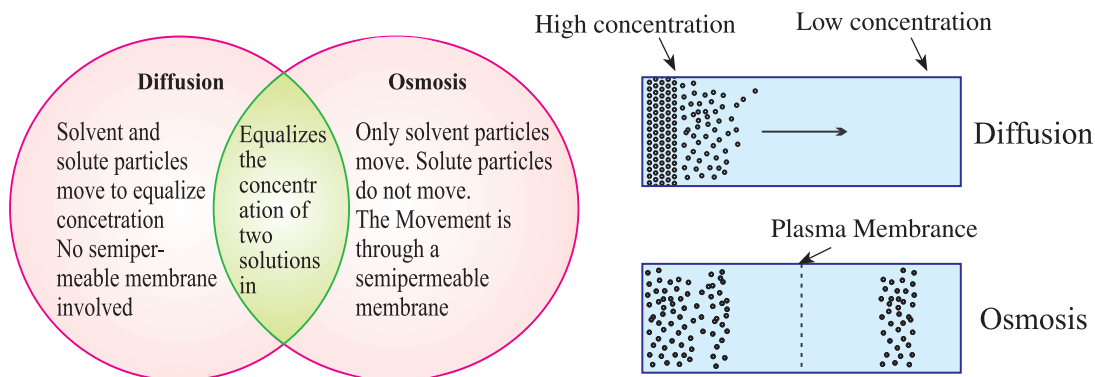 Diffusion
Solvent and
solute particles
move to equalize
concetration
No semiper-
meable membrane
involved
Equalizes
the
concentr
ation of
two
solutions
in
Osmosis
Only solvent particles
move. Solute particles
do not move.
The Movement is
through a
semipermeable
membrane
High concentration
Low concentration
Diffusion
Plasma Membrance
Osmosis